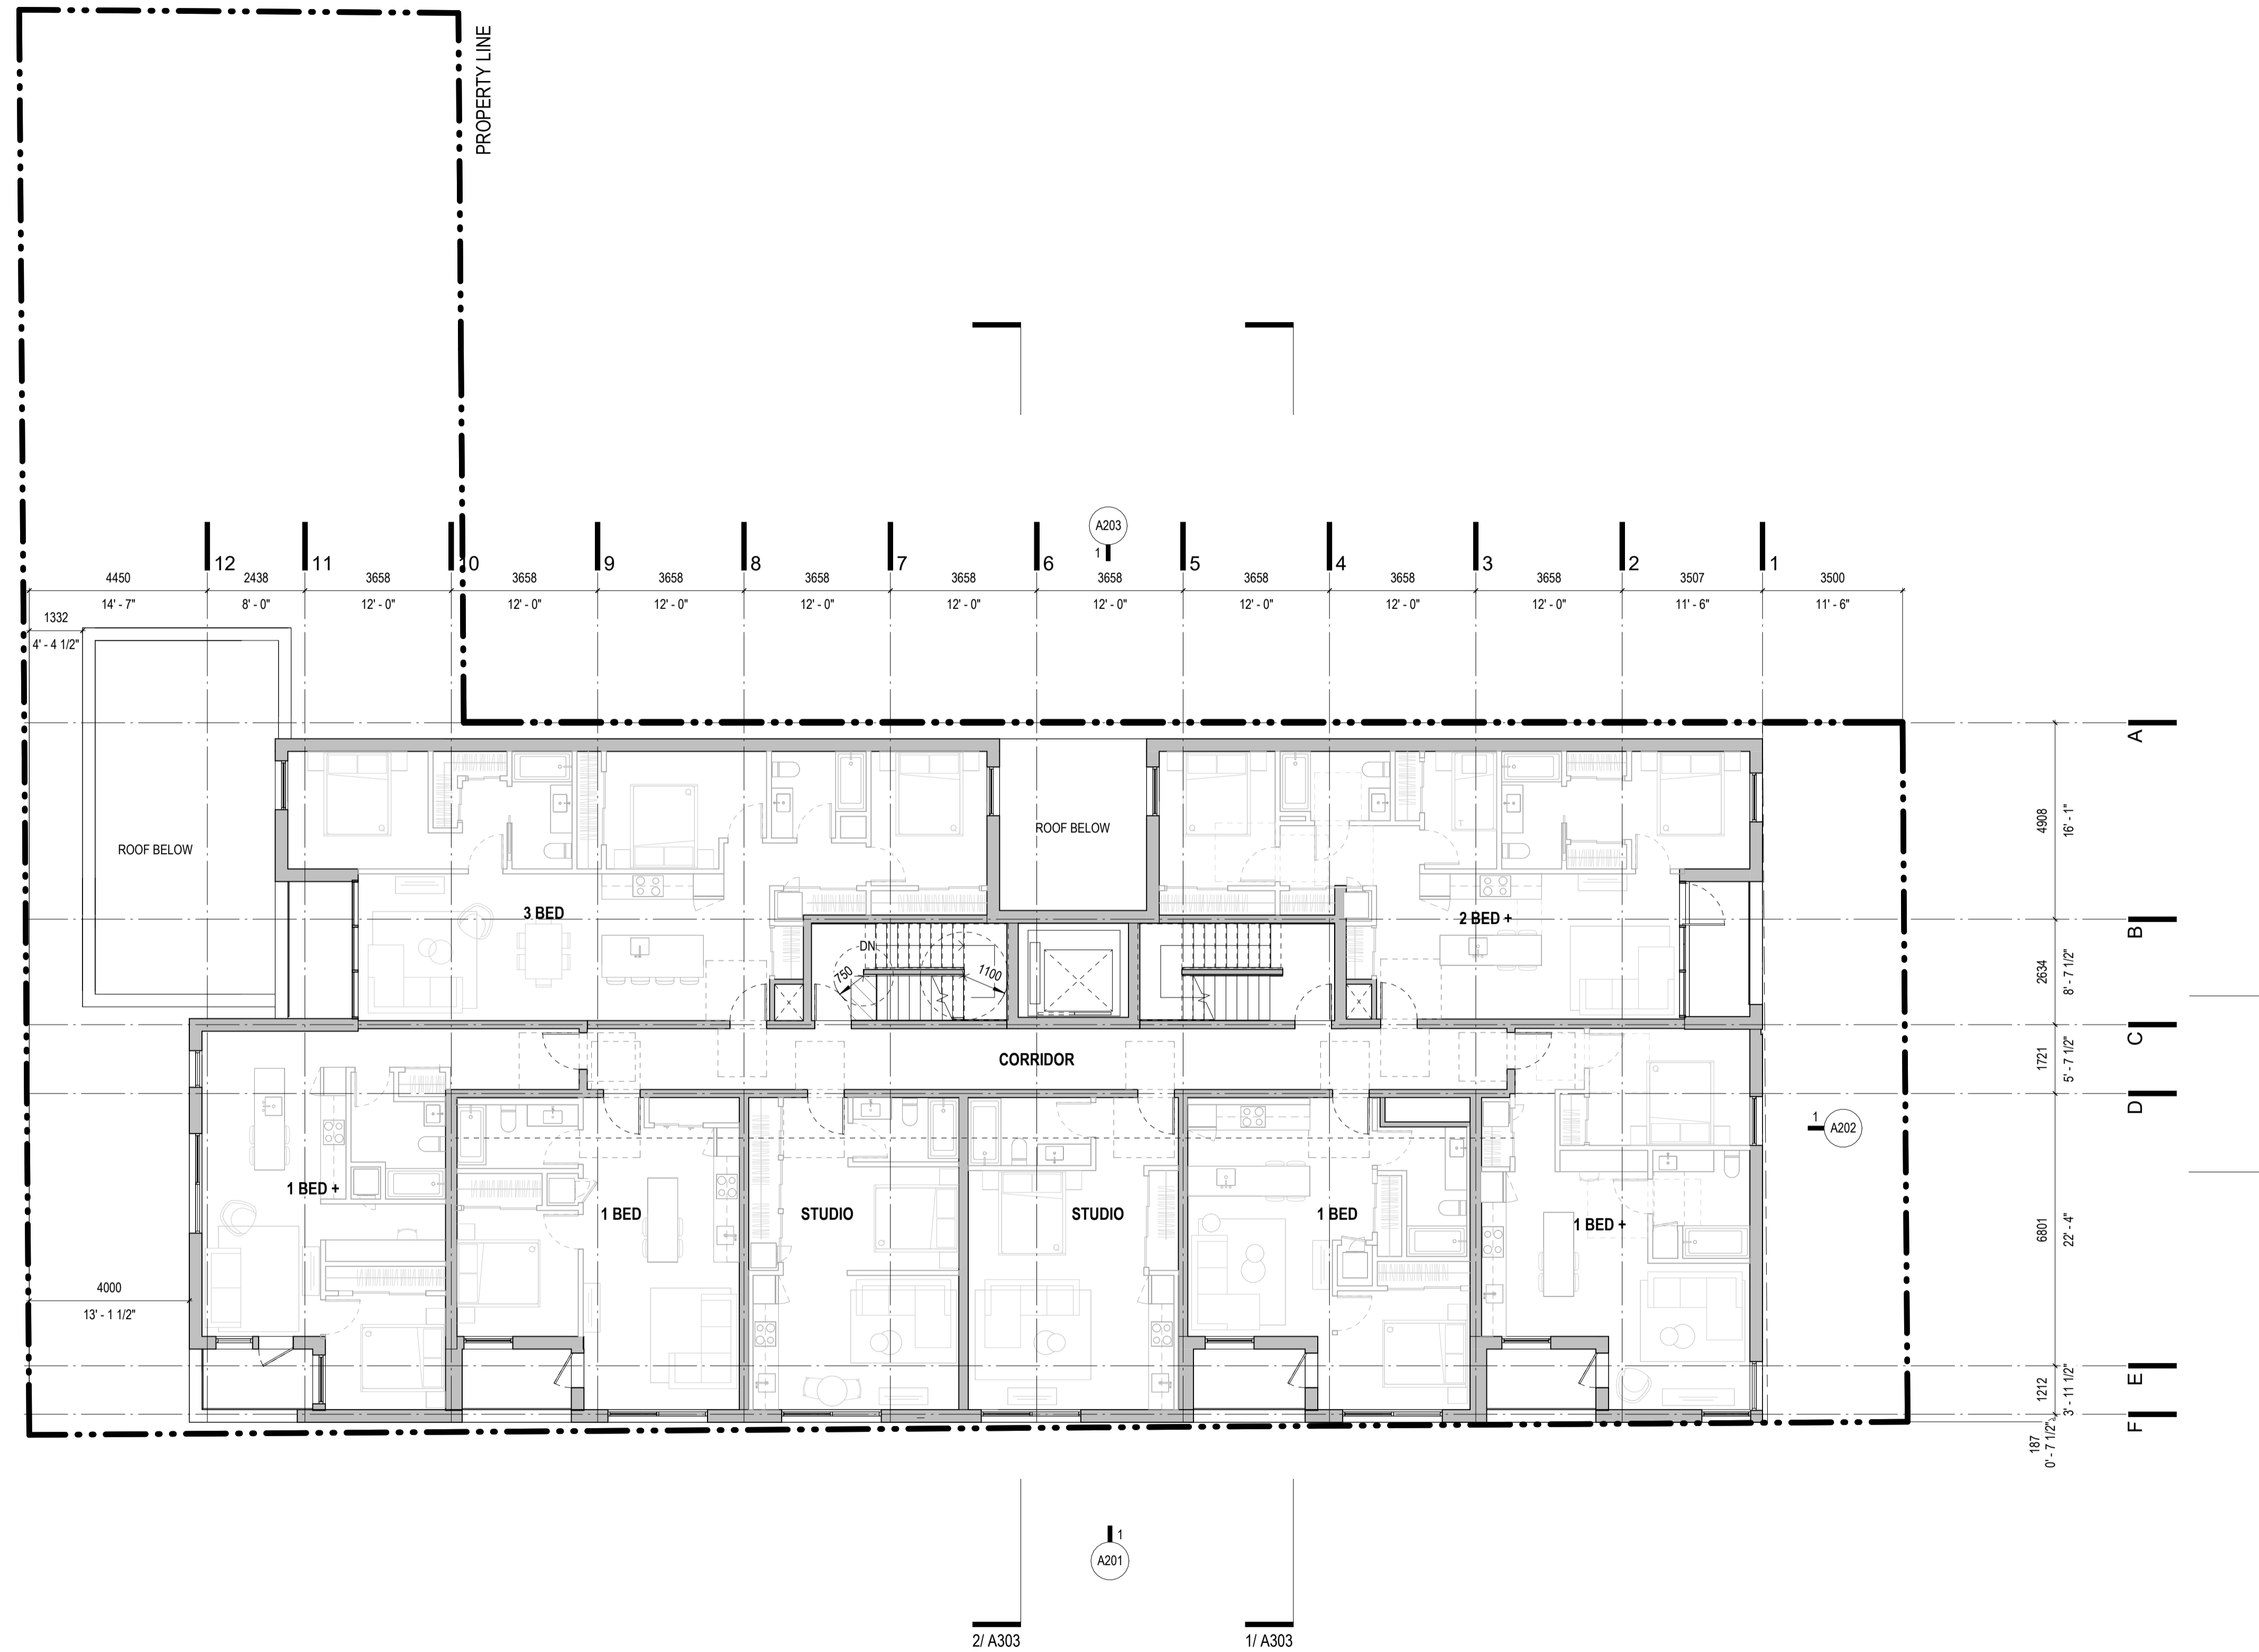 PROPERTY LINE
A203
1
12
11
10
9
8
7
6
5
4
3
2
1
4450
2438
3658
3658
3658
3658
3658
3658
3658
3658
3658
3507
3500
14' - 7"
8' - 0"
12' - 0"
12' - 0"
12' - 0"
12' - 0"
12' - 0"
12' - 0"
12' - 0"
12' - 0"
12' - 0"
11' - 6"
11' - 6"
1332
4' - 4 1/2"
A
4908
16' - 1"
ROOF BELOW
ROOF BELOW
3 BED
2 BED +
B
DN
750
1100
2634
8' - 7 1/2"
X
X
C
CORRIDOR
1721
5' - 7 1/2"
D
1
A202
1 BED +
1 BED
STUDIO
STUDIO
1 BED
1 BED +
6801
22' - 4"
4000
13' - 1 1/2"
E
1212
3' - 11 1/2"
F
187
0' - 7 1/2"
1
A201
2/ A303
1/ A303